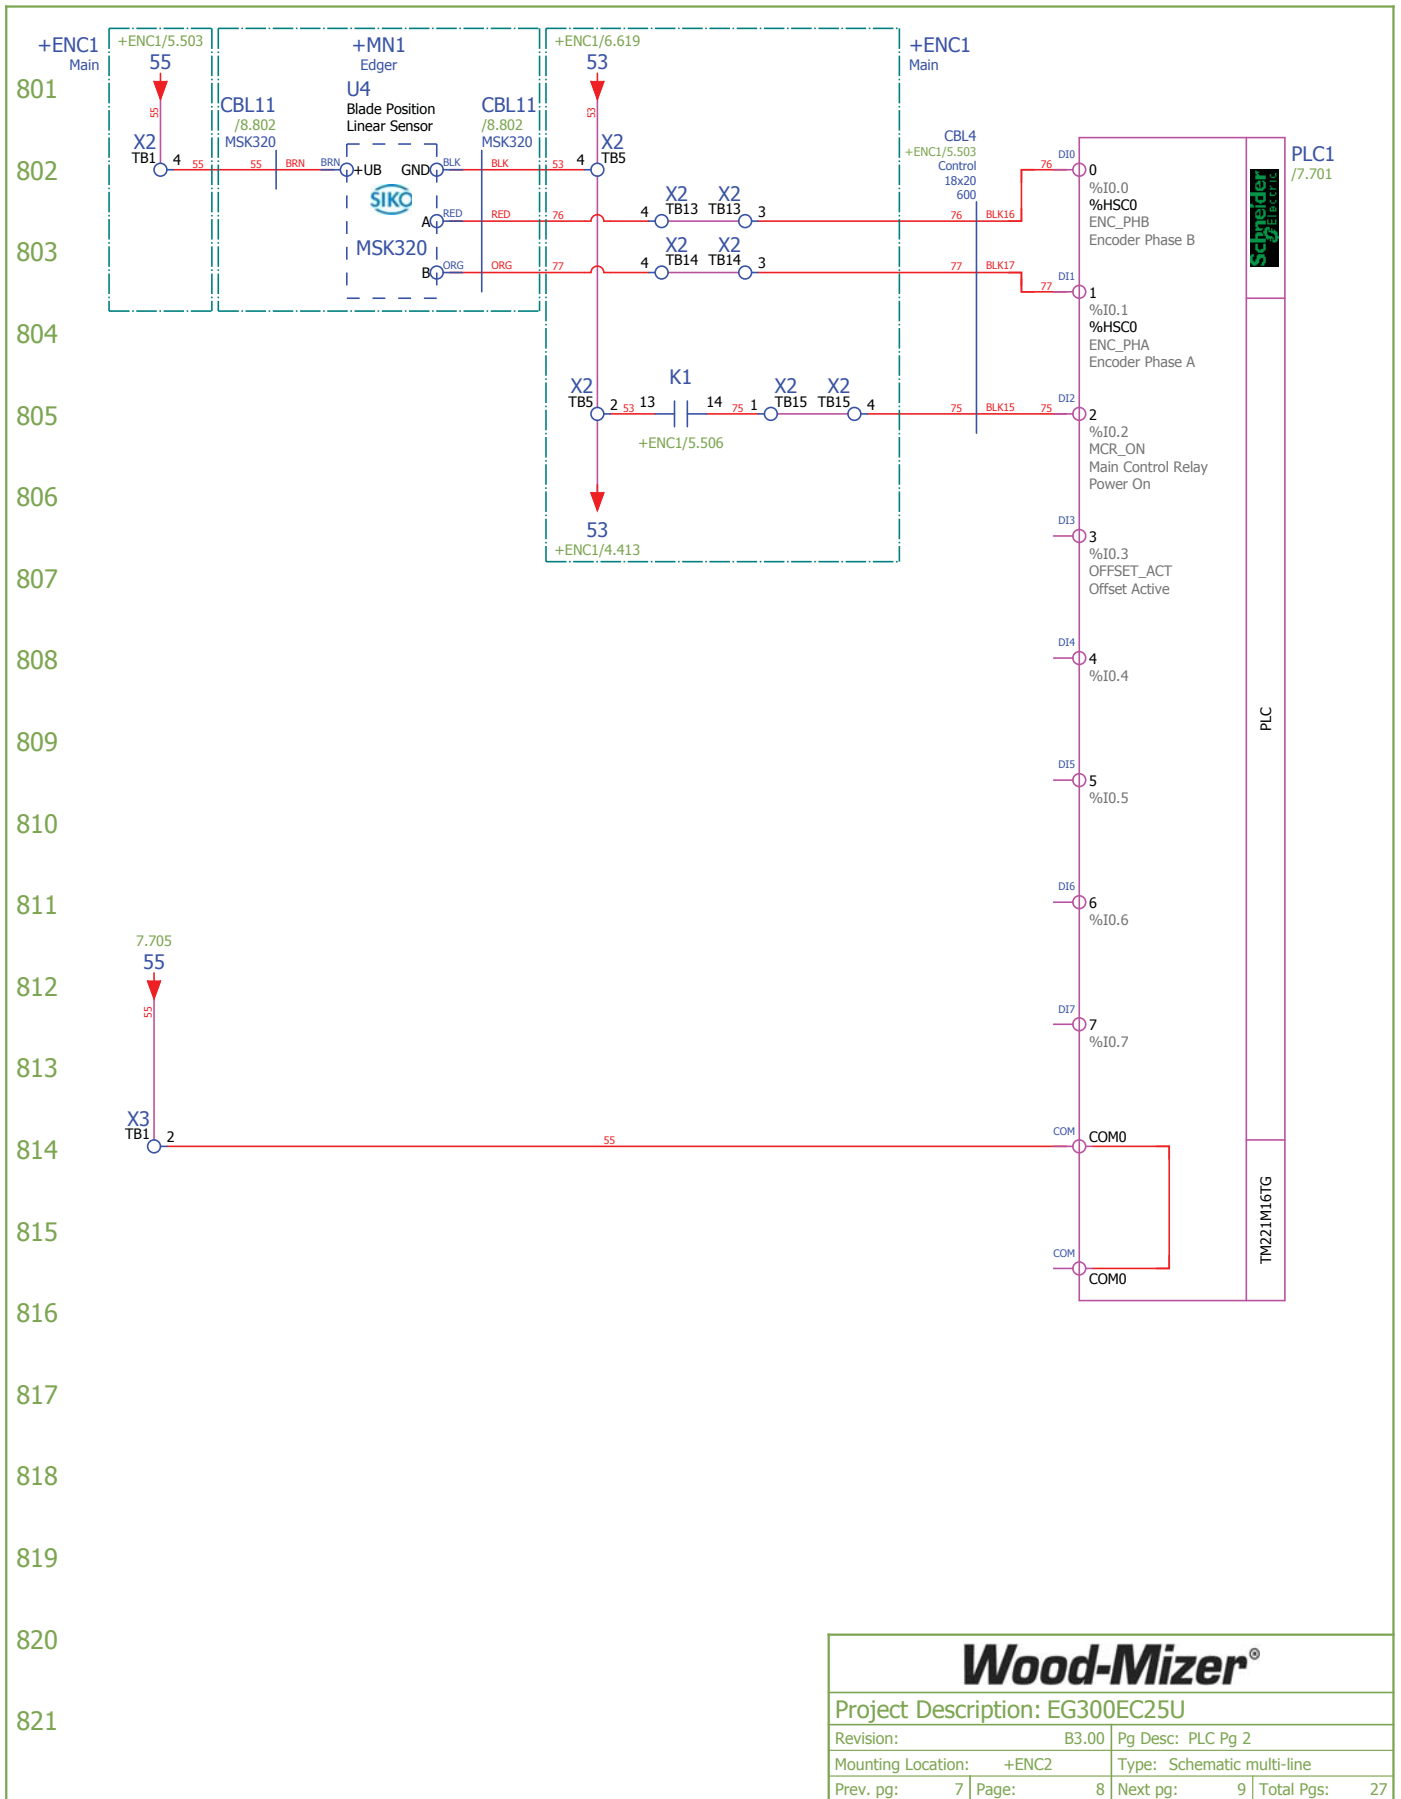 +ENC1
Main
+ENC1/5.503
55
55
X2
TB1
4
55
+MN1
Edger
U4
Blade Position
Linear Sensor
CBL11
/8.802
MSK320
55
BRN
BRN
+UB
GND
SIKO
A
MSK320
B
BLK
RED
ORG
CBL11
/8.802
MSK320
BLK
RED
ORG
53
76
77
+ENC1/6.619
53
53
X2
4
TB5
X2
X2
4
TB13
TB13
3
X2
X2
4
TB14
TB14
3
X2
TB5
2
53
13
K1
14
75
1
+ENC1/5.506
X2
X2
TB15
TB15
4
53
+ENC1/4.413
+ENC1
Main
CBL4
+ENC1/5.503
Control
18x20
600
76
BLK16
76
77
BLK17
77
75
BLK15
75
PLC1
/7.701
Schneider
Electric
DI0
0
%I0.0
%HSC0
ENC_PHB
Encoder Phase B
DI1
1
%I0.1
%HSC0
ENC_PHA
Encoder Phase A
DI2
2
%I0.2
MCR_ON
Main Control Relay
Power On
DI3
3
%I0.3
OFFSET_ACT
Offset Active
DI4
4
%I0.4
DI5
5
%I0.5
DI6
6
%I0.6
DI7
7
%I0.7
COM
COM0
COM
COM0
PLC
TM221M16TG
7.705
55
55
X3
TB1
2
55
801
802
803
804
805
806
807
808
809
810
811
812
813
814
815
816
817
818
819
820
821
Wood-Mizer®
Project Description: EG300EC25U
Revision: B3.00
Pg Desc: PLC Pg 2
Mounting Location: +ENC2
Type: Schematic multi-line
Prev. pg: 7
Page: 8
Next pg: 9
Total Pgs: 27